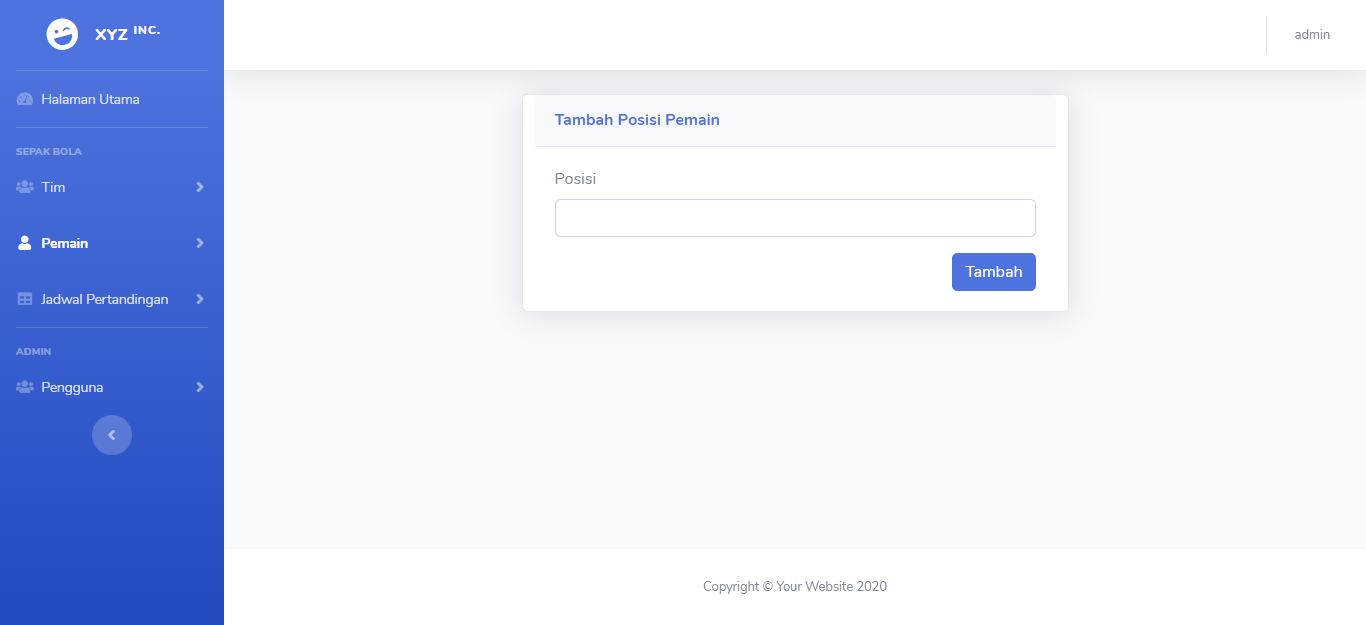 XYZ INC.
admin
Halaman Utama
SEPAK BOLA
Tim
Pemain
Jadwal Pertandingan
ADMIN
Pengguna
Tambah Posisi Pemain
Posisi
Tambah
Copyright © Your Website 2020